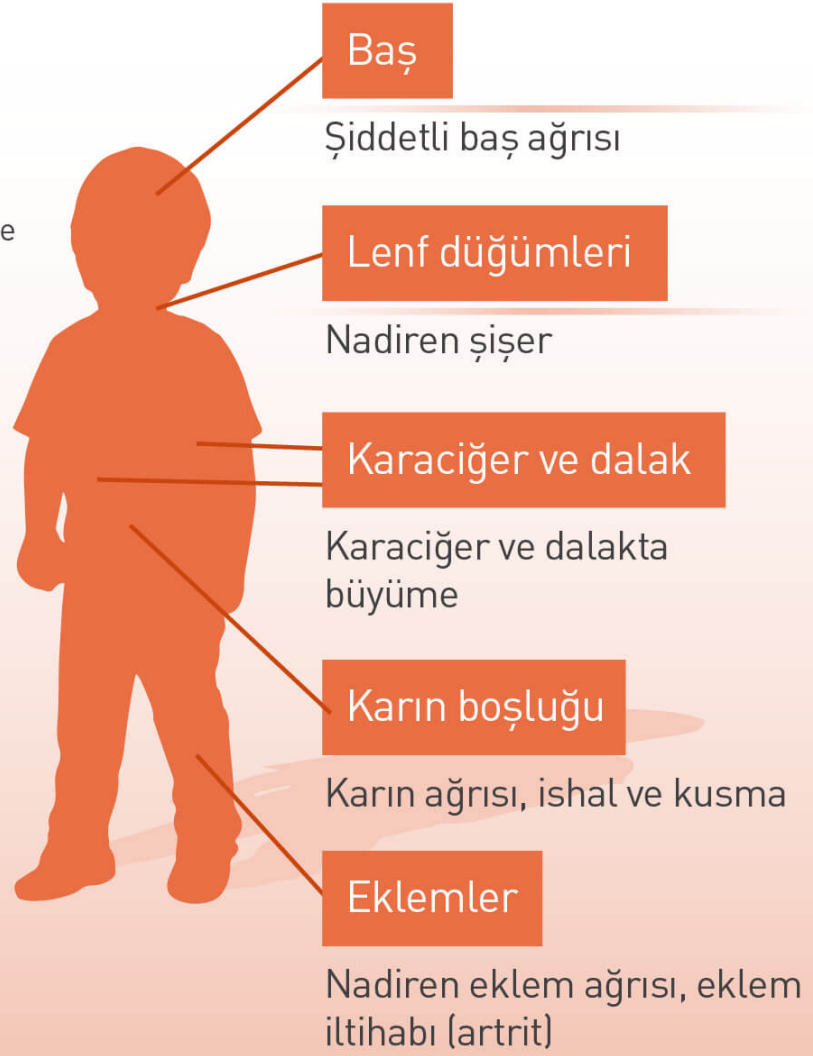 Baş
Şiddetli baş ağrısı
e
Lenf düğümleri
Nadiren şişer
Karaciğer ve dalak
Karaciğer ve dalakta
büyüme
Karın boşluğu
Karın ağrısı, ishal ve kusma
Eklemler
Nadiren eklem ağrısı, eklem
iltihabı (artrit)